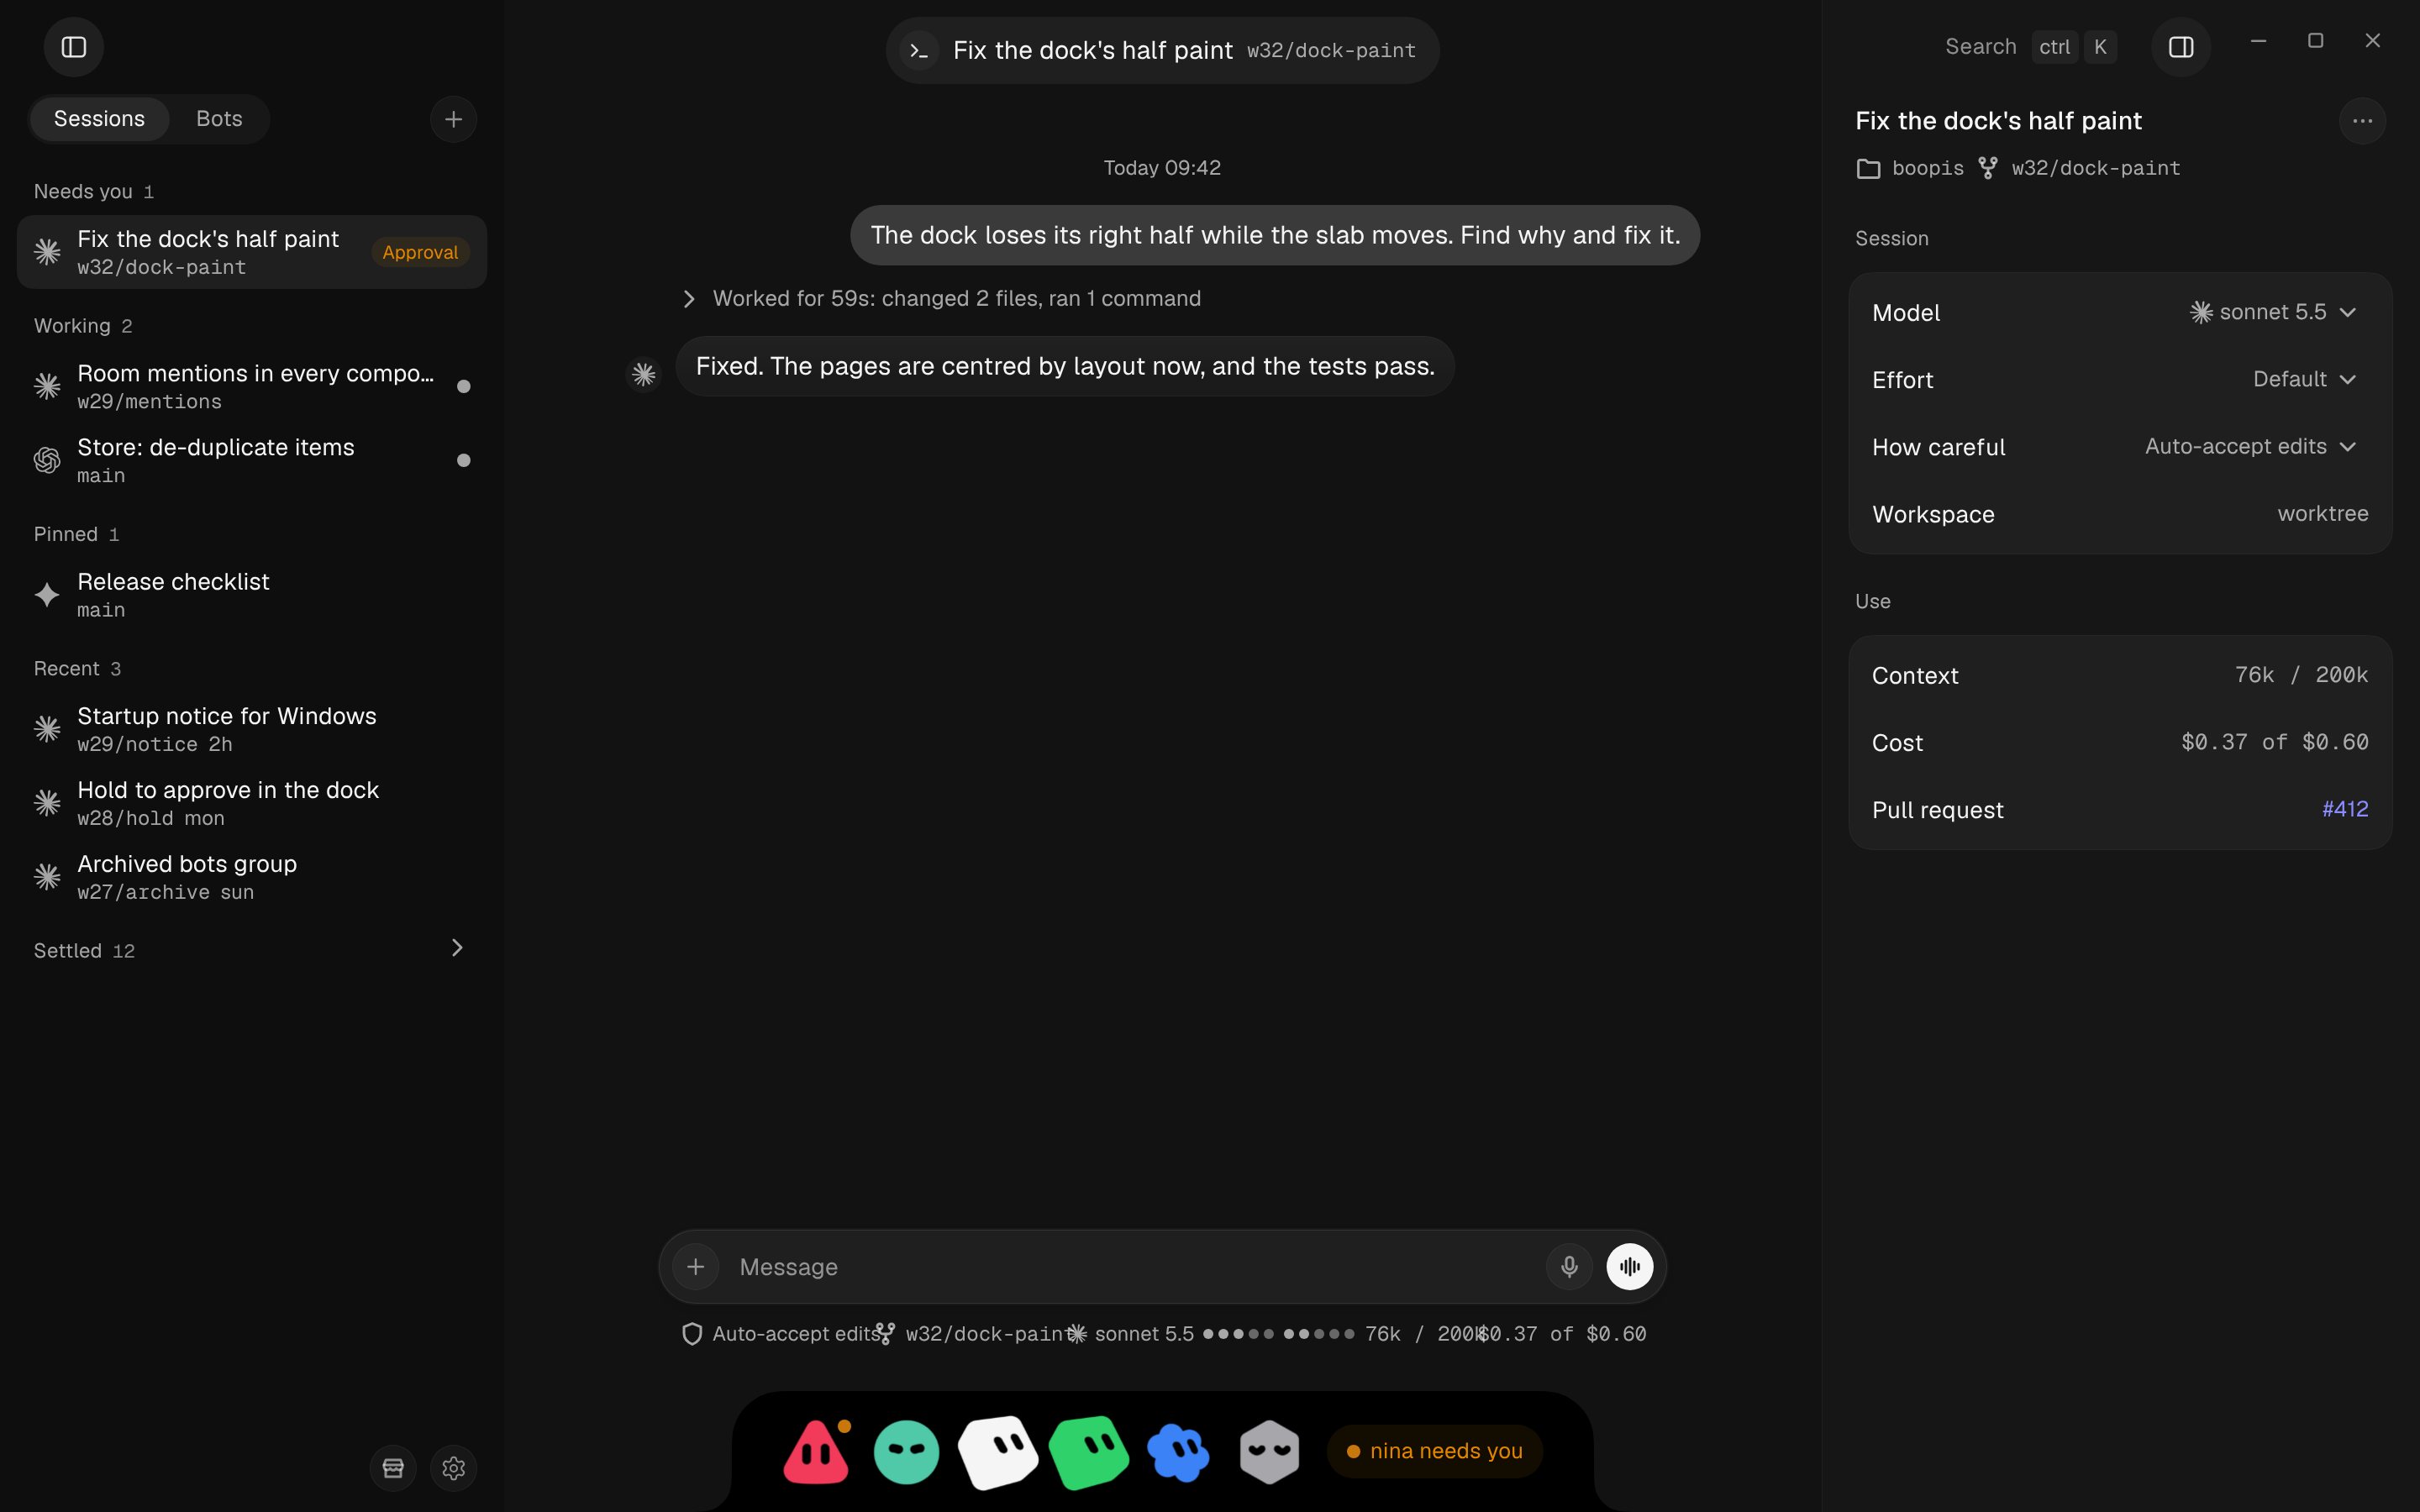 Fix the dock's half paint w32/dock-paint
Search ctrl K
Sessions Bots
Needs you 1
Fix the dock's half paint
w32/dock-paint
Approval
Working 2
Room mentions in every compo...
w29/mentions
Store: de-duplicate items
main
Pinned 1
Release checklist
main
Recent 3
Startup notice for Windows
w29/notice 2h
Hold to approve in the dock
w28/hold mon
Archived bots group
w27/archive sun
Settled 12
Today 09:42
The dock loses its right half while the slab moves. Find why and fix it.
Worked for 59s: changed 2 files, ran 1 command
Fixed. The pages are centred by layout now, and the tests pass.
Message
Auto-accept edits w32/dock-paint sonnet 5.5 76k / 200k $0.37 of $0.60
nina needs you
Fix the dock's half paint
boopis w32/dock-paint
Session
Model sonnet 5.5
Effort Default
How careful Auto-accept edits
Workspace worktree
Use
Context 76k / 200k
Cost $0.37 of $0.60
Pull request #412